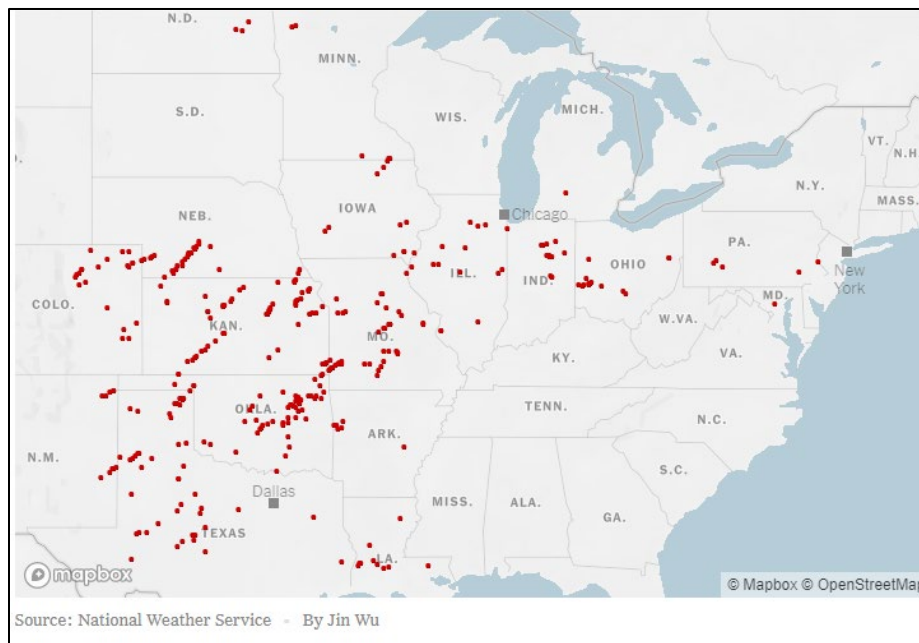 N.D.
MINN.
S.D.
WIS.
MICH.
VT.
N.H
N.Y.
MASS.
NEB.
IOWA
Chicago
PA.
New
York
COLO.
ILL.
IND.
OHIO
MD.
KAN.
MO.
W.VA.
VA.
KY.
OKLA.
TENN.
N.C.
N.M.
ARK.
S.C.
Dallas
MISS.
ALA.
GA.
TEXAS
LA.
mapbox
© Mapbox © OpenStreetMap
Source: National Weather Service • By Jin Wu